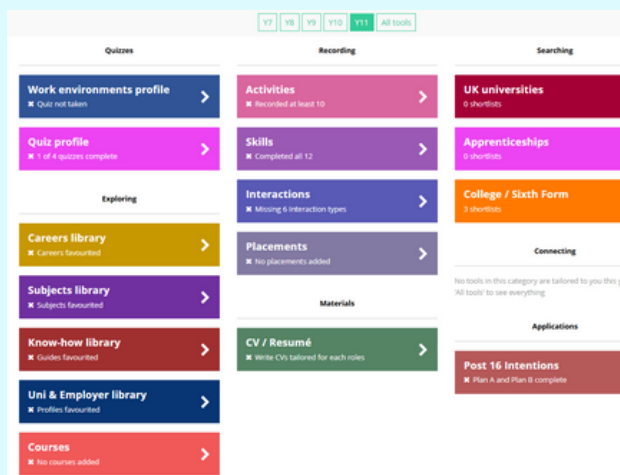 Y7 Y8 Y9 Y10 Y11 All tools
Quizzes
Work environments profile
✖ Quiz not taken
Quiz profile
✖ 1 of 4 quizzes complete
Exploring
Careers library
✖ Careers favourited
Subjects library
✖ Subjects favourited
Know-how library
✖ Guides favourited
Uni & Employer library
✖ Profiles favourited
Courses
✖ No courses added
Recording
Activities
✖ Recorded at least 10
Skills
✖ Completed all 12
Interactions
✖ Missing 6 Interaction types
Placements
✖ No placements added
Materials
CV / Resumé
✖ Write CVs tailored for each roles
Searching
UK universities
0 shortlists
Apprenticeships
0 shortlists
College / Sixth Form
3 shortlists
Connecting
No tools in this category are tailored to you this
'All tools' to see everything
Applications
Post 16 Intentions
✖ Plan A and Plan B complete